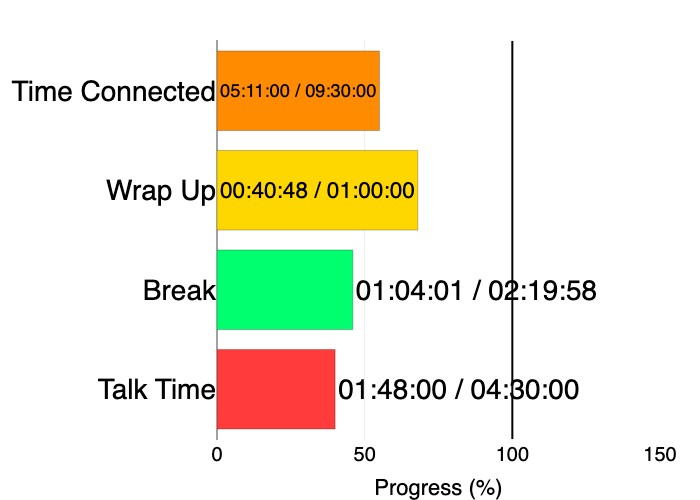 Time Connected 05:11:00 / 09:30:00
Wrap Up 00:40:48 / 01:00:00
Break 01:04:01 / 02:19:58
Talk Time 01:48:00 / 04:30:00
0 50 100 150
Progress (%)